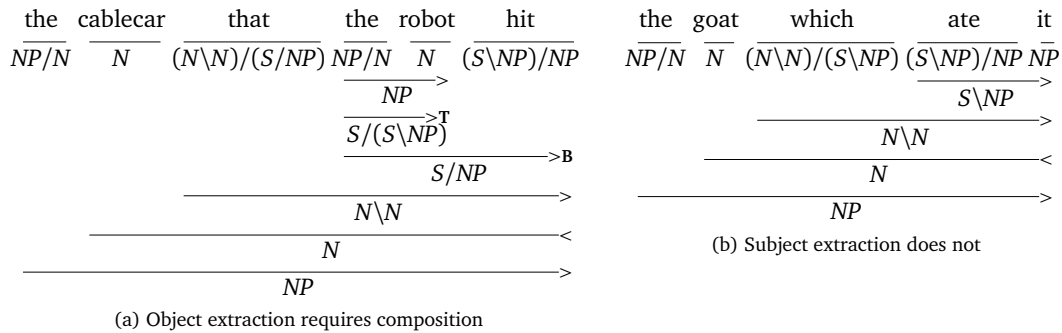 the cablecar that the robot hit
NP/N N (N\N)/(S/NP) NP/N N (S\NP)/NP
>
NP
>T
S/(S\NP)
>B
S/NP
>
N\N
<
N
>
NP
(a) Object extraction requires composition
the goat which ate it
NP/N N (N\N)/(S\NP) (S\NP)/NP NP
>
S\NP
>
N\N
<
N
>
NP
(b) Subject extraction does not